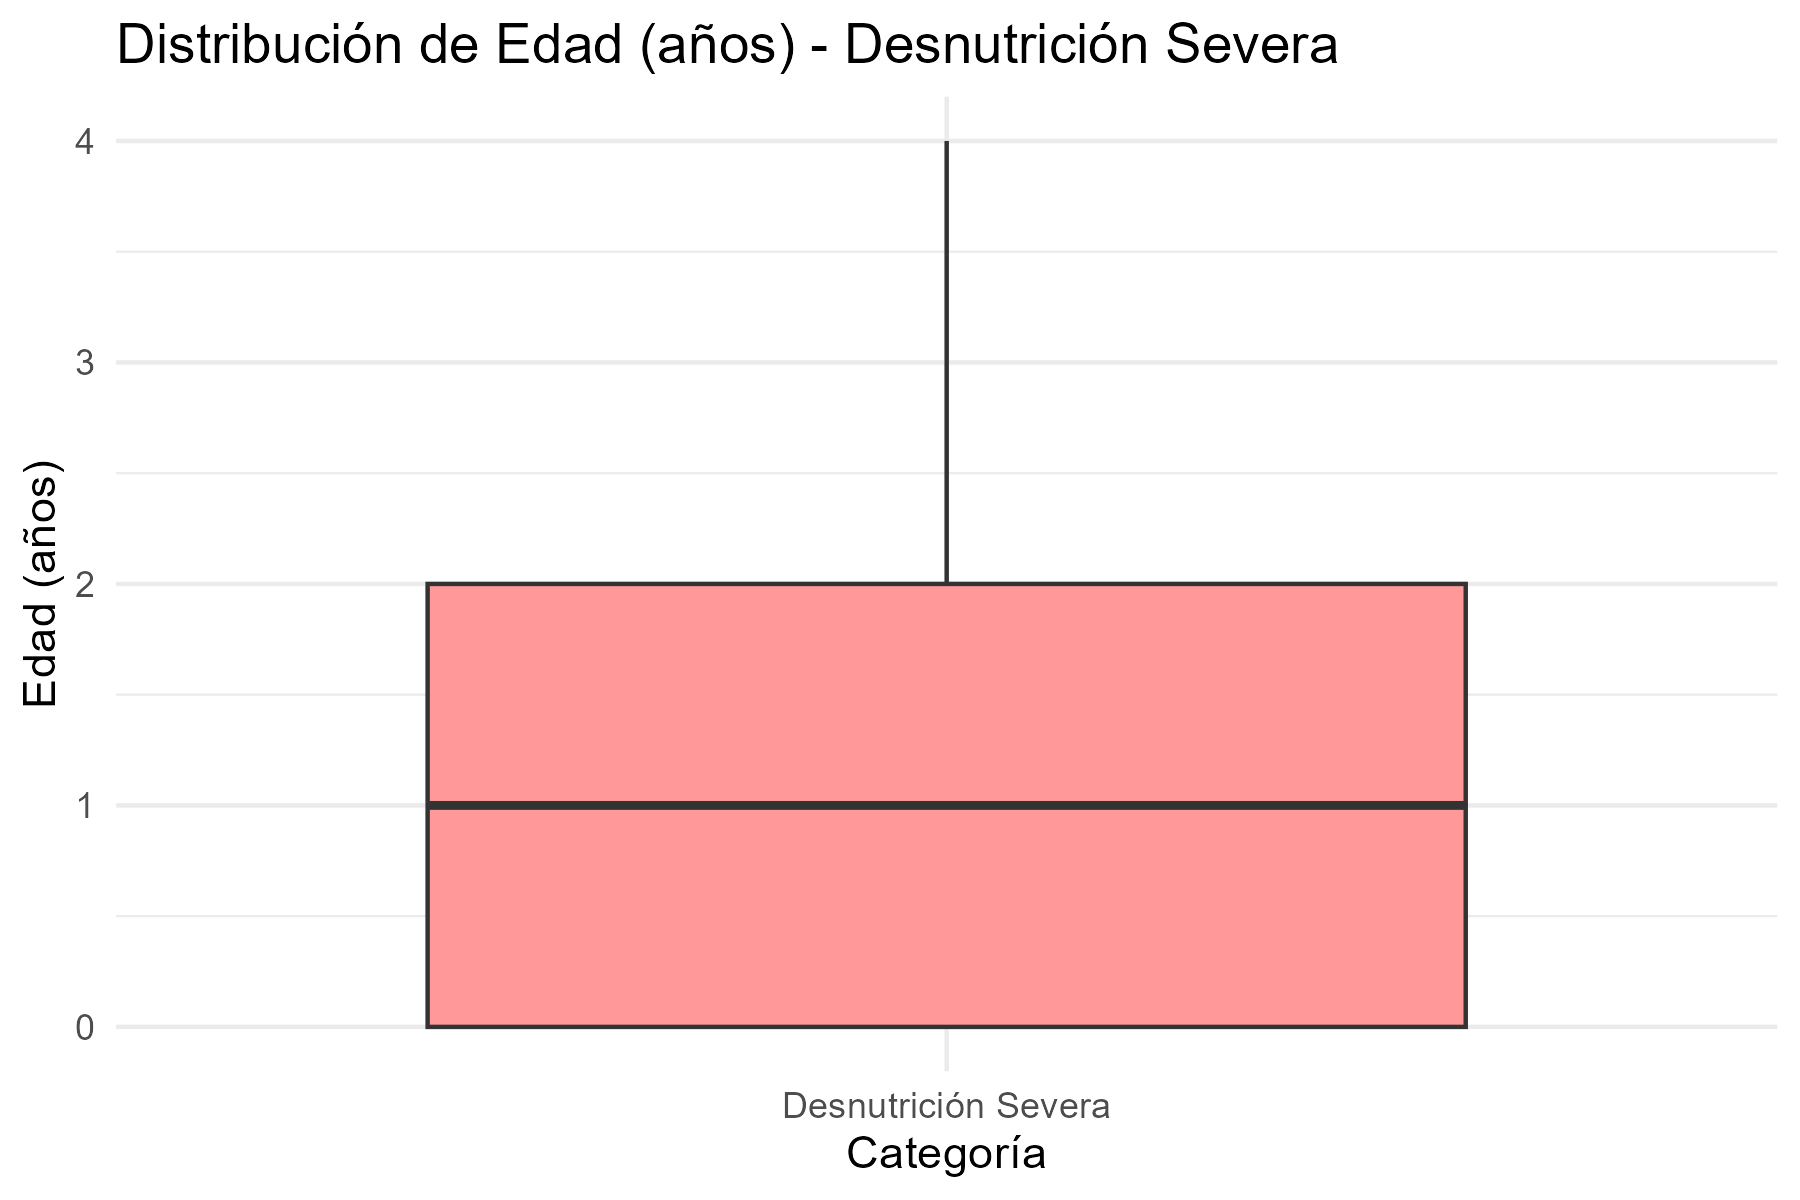 Distribución de Edad (años) - Desnutrición Severa
Edad (años)
4
3
2
1
0
Desnutrición Severa
Categoría